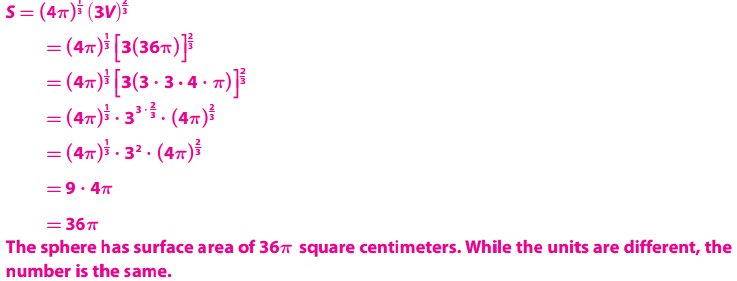 S = (4π)^{1/3} (3V)^{2/3}
= (4π)^{1/3} [3(36π)]^{2/3}
= (4π)^{1/3} [3(3 · 3 · 4 · π)]^{2/3}
= (4π)^{1/3} · 3^{3 · 2/3} · (4π)^{2/3}
= (4π)^{1/3} · 3² · (4π)^{2/3}
= 9 · 4π
= 36π
The sphere has surface area of 36π square centimeters. While the units are different, the
number is the same.